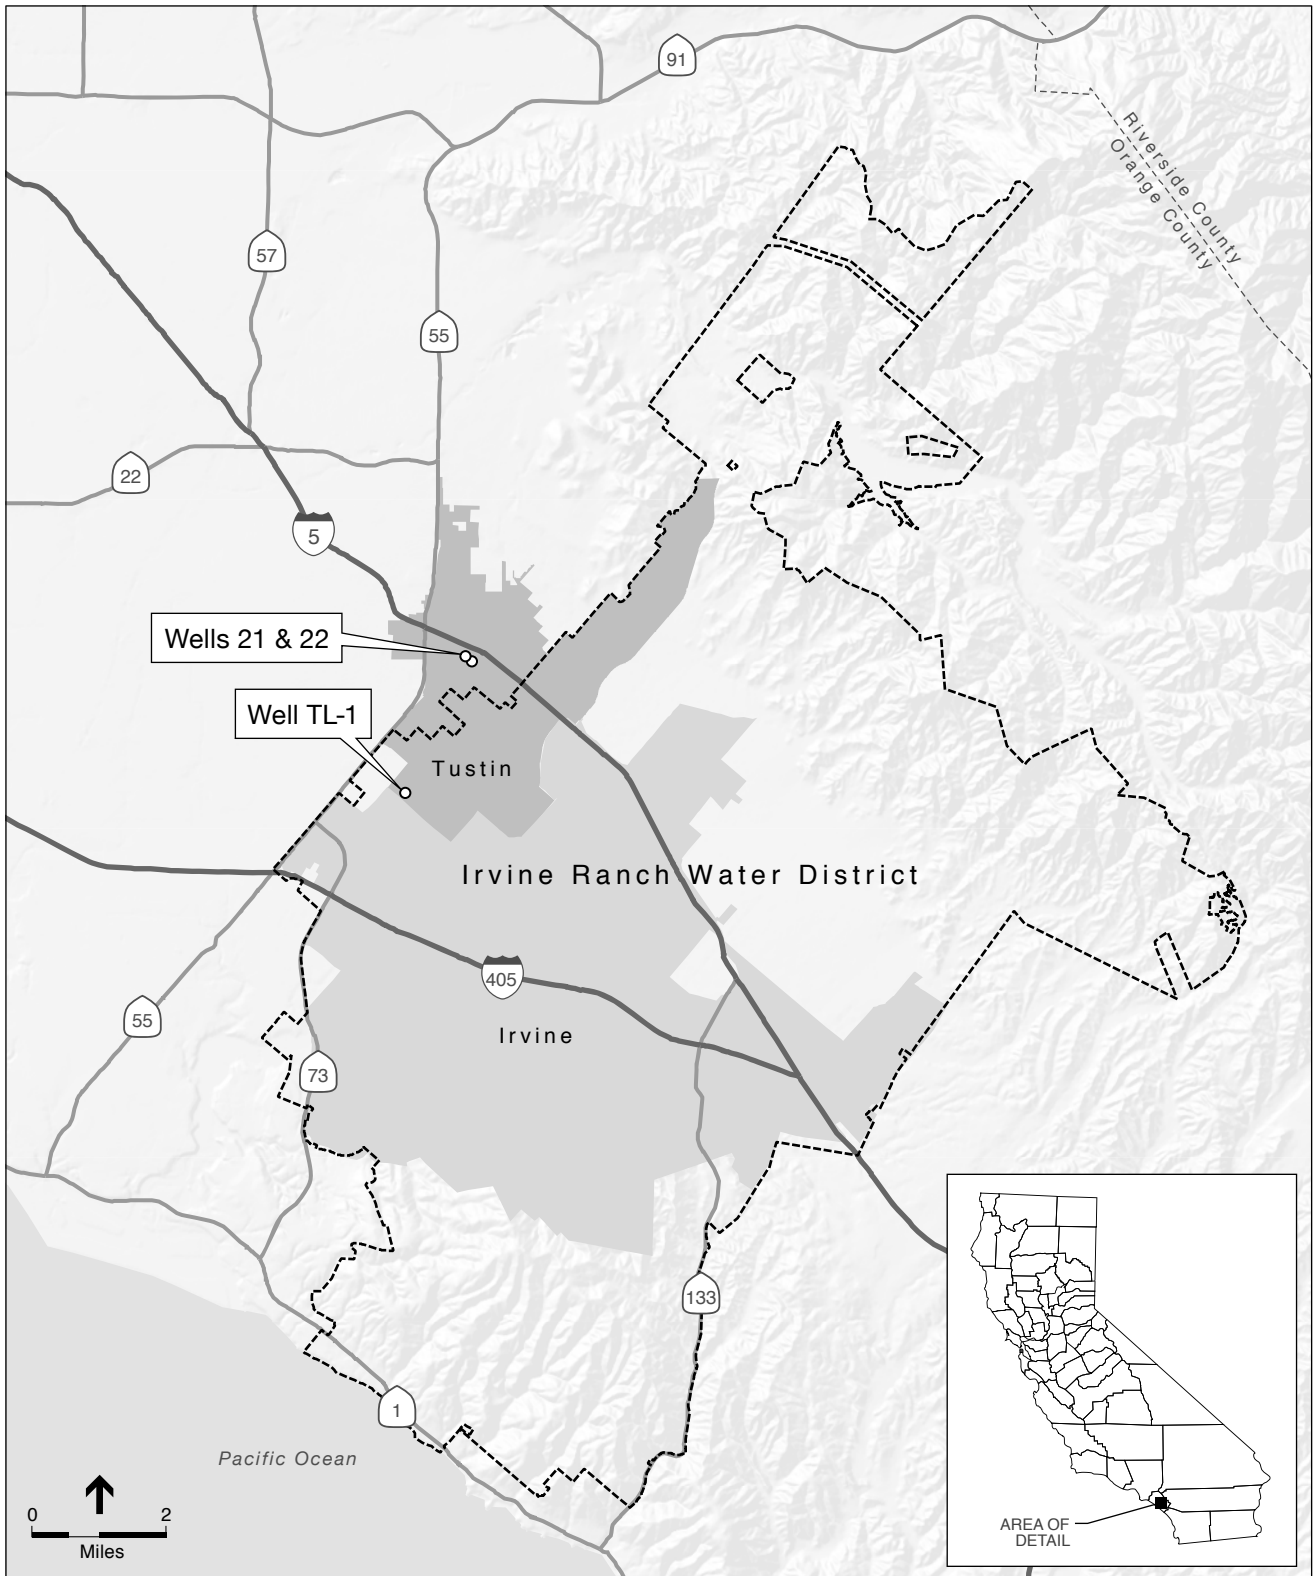 91
Riverside County
Orange County
57
55
22
5
Wells 21 & 22
Well TL-1
Tustin
Irvine Ranch Water District
405
Irvine
55
73
133
1
Pacific Ocean
0 2
Miles
AREA OF
DETAIL